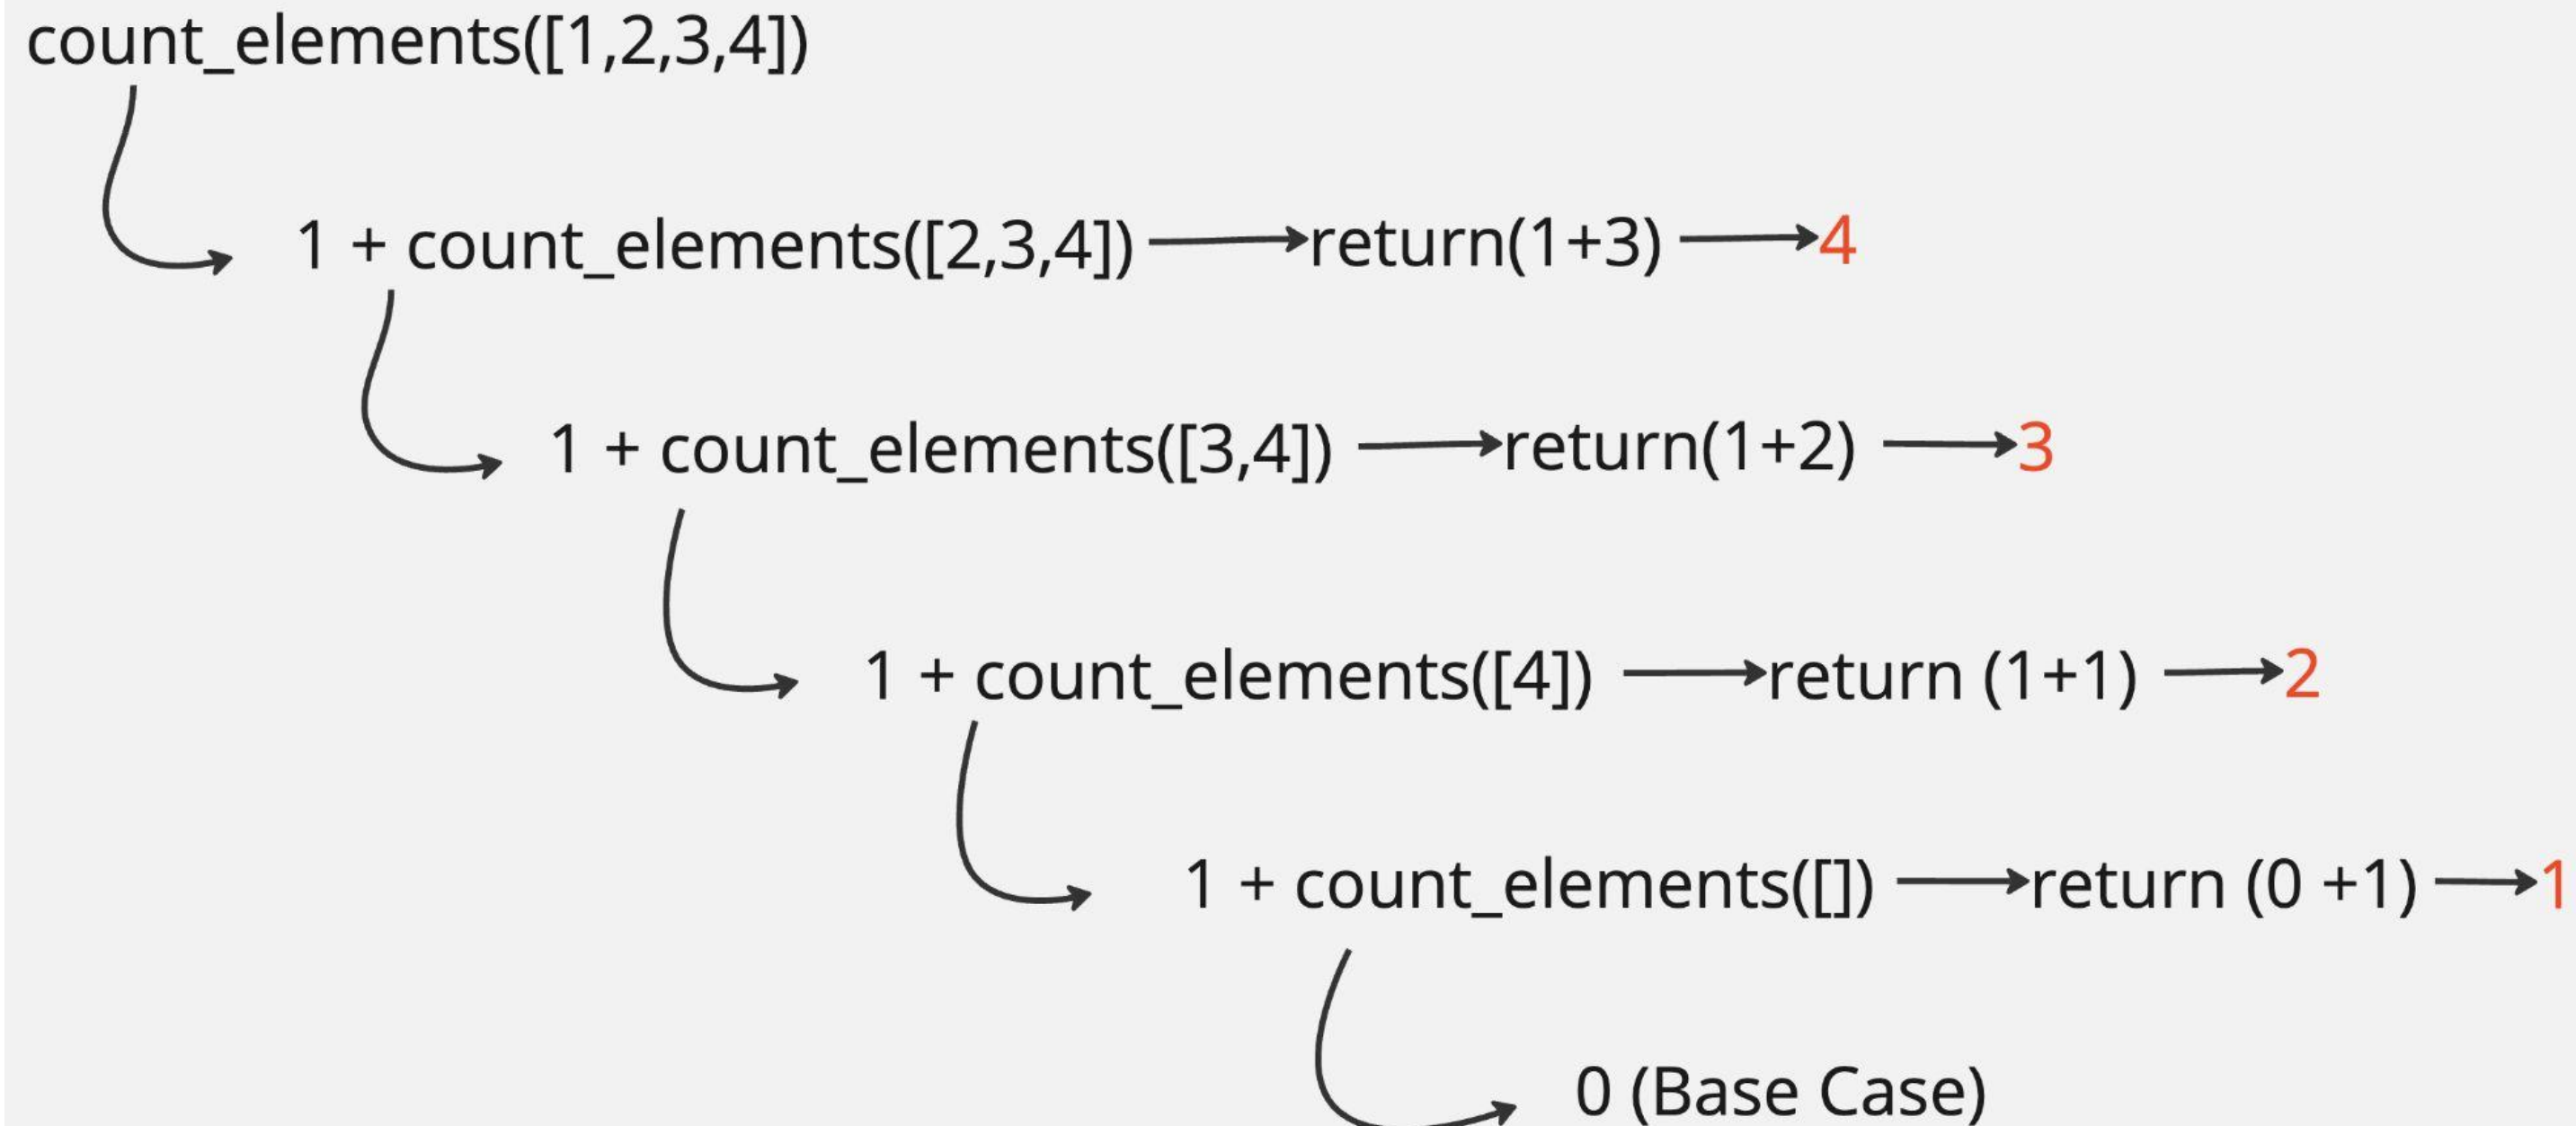 count_elements([1,2,3,4])
1 + count_elements([2,3,4]) return(1+3) 4
1 + count_elements([3,4]) return(1+2) 3
1 + count_elements([4]) return (1+1) 2
1 + count_elements([]) return (0 +1) 1
0 (Base Case)